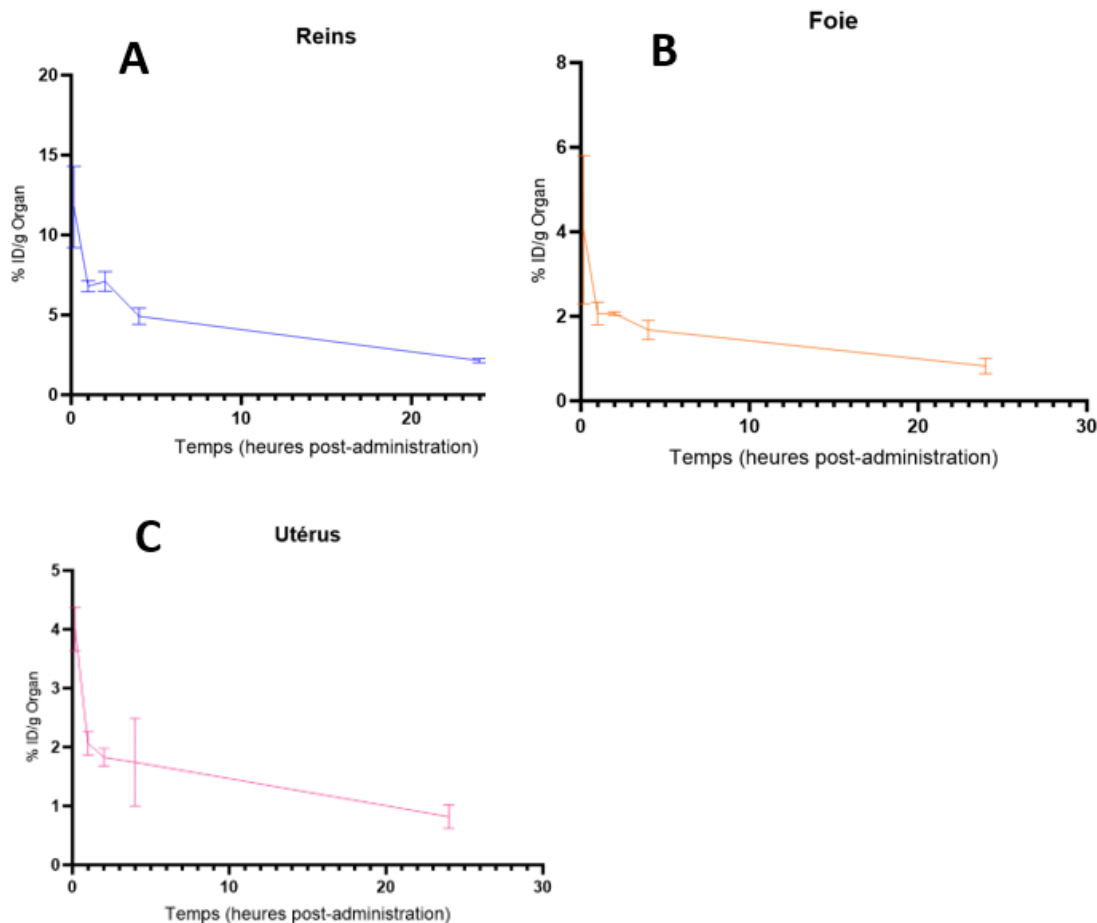 A
Reins
20
15
10
5
0
% ID/g Organ
0 10 20
Temps (heures post-administration)
B
Foie
8
6
4
2
0
% ID/g Organ
0 10 20 30
Temps (heures post-administration)
C
Utérus
5
4
3
2
1
0
% ID/g Organ
0 10 20 30
Temps (heures post-administration)